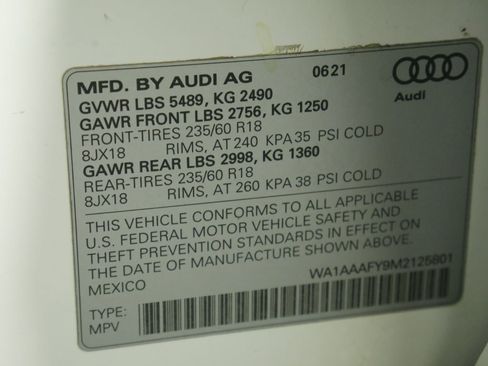 MFD. BY AUDI AG 06 21
Audi
GVWR LBS 5489, KG 2490
GAWR FRONT LBS 2756, KG 1250
FRONT-TIRES 235/60 R18
8JX18 RIMS, AT 240 KPA 35 PSI COLD
GAWR REAR LBS 2998, KG 1360
REAR-TIRES 235/60 R18
8JX18 RIMS, AT 260 KPA 38 PSI COLD
THIS VEHICLE CONFORMS TO ALL APPLICABLE
U.S. FEDERAL MOTOR VEHICLE SAFETY AND
THEFT PREVENTION STANDARDS IN EFFECT ON
THE DATE OF MANUFACTURE SHOWN ABOVE.
MEXICO WA1AAAFY9M2125801
TYPE:
MPV